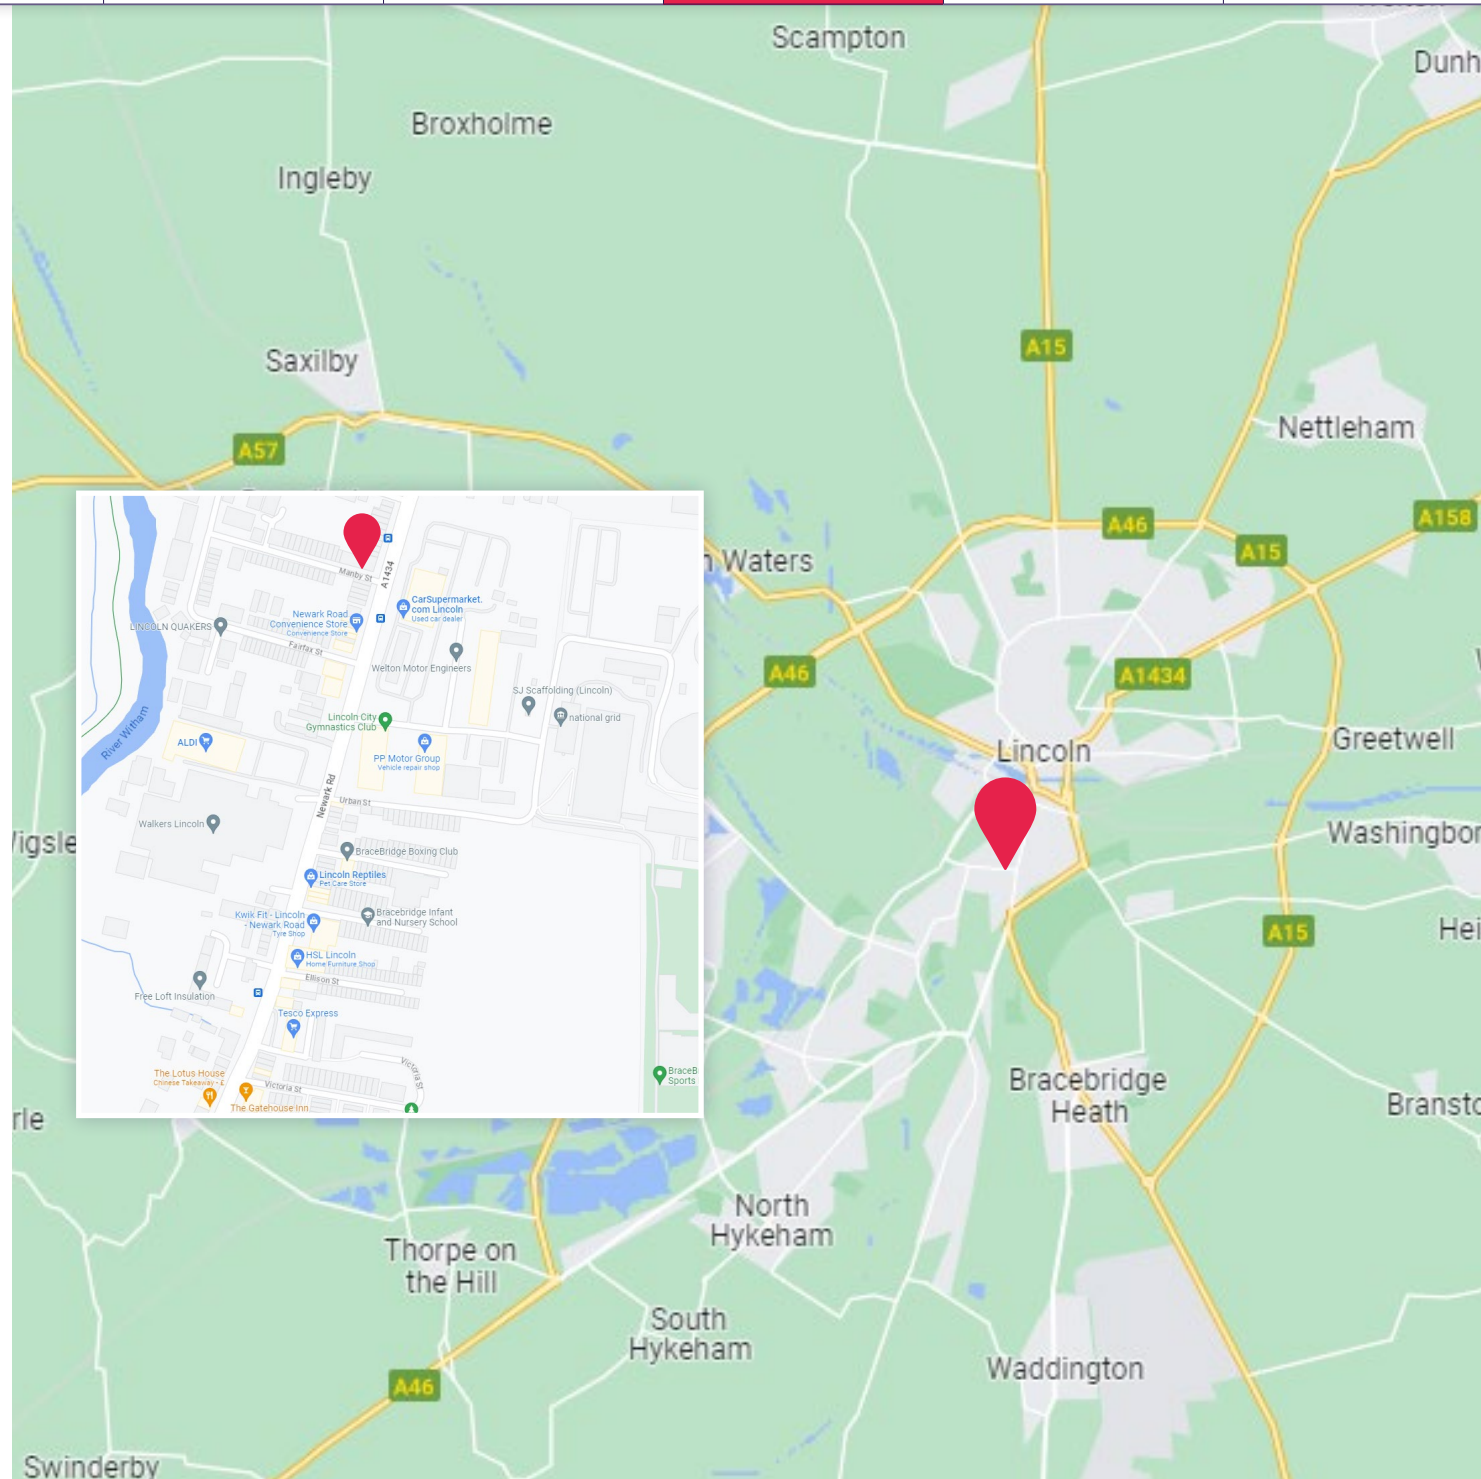 Scampton
Broxholme
Ingleby
A15
Saxilby
Nettleham
A57
A158
A46
A15
Waters
A46
A1434
Lincoln
Greetwell
A15
Bracebridge
Heath
North
Hykeham
Thorpe on
the Hill
South
Hykeham
Waddington
A46
Swinderby
Manby St
A1434
CarSupermarket.
com Lincoln
Used car dealer
Newark Road
Convenience Store
Convenience Store
LINCOLN QUAKERS
Fairfax St
Welton Motor Engineers
SJ Scaffolding (Lincoln)
national grid
Lincoln City
Gymnastics Club
River Witham
ALDI
PP Motor Group
Vehicle repair shop
Newark Rd
Urban St
Walkers Lincoln
BraceBridge Boxing Club
Lincoln Reptiles
Pet Care Store
Kwik Fit - Lincoln
- Newark Road
Tyre Shop
Bracebridge Infant
and Nursery School
HSL Lincoln
Home Furniture Shop
Ellison St
Free Loft Insulation
Tesco Express
The Lotus House
Chinese Takeaway - £
Victoria St
Victoria St
The Gatehouse Inn
BraceB
Sports
Dunh
Washingbor
Hei
Bransto
igsle
rle